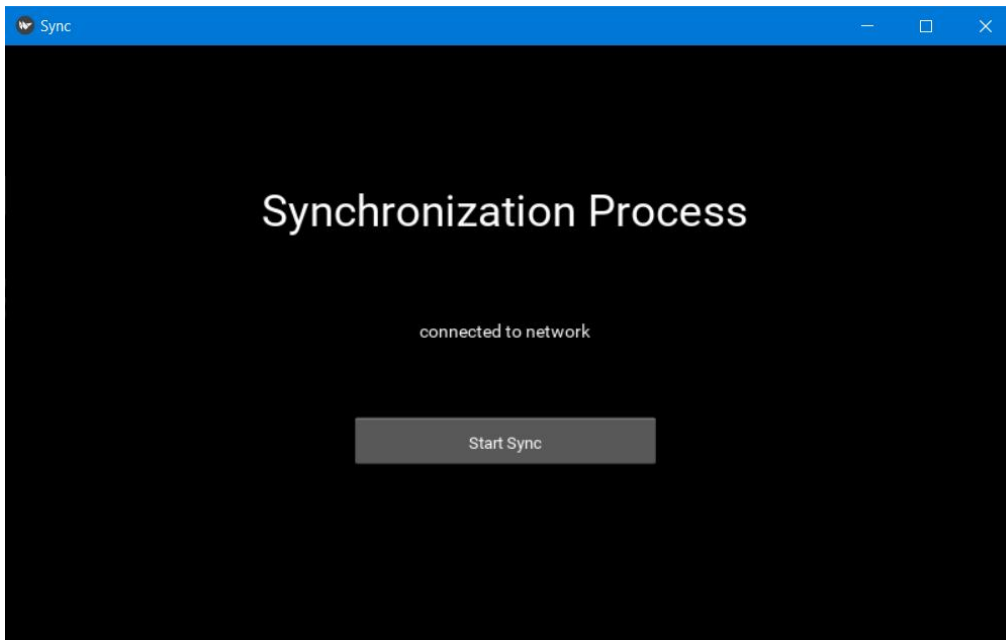 Sync
Synchronization Process
connected to network
Start Sync